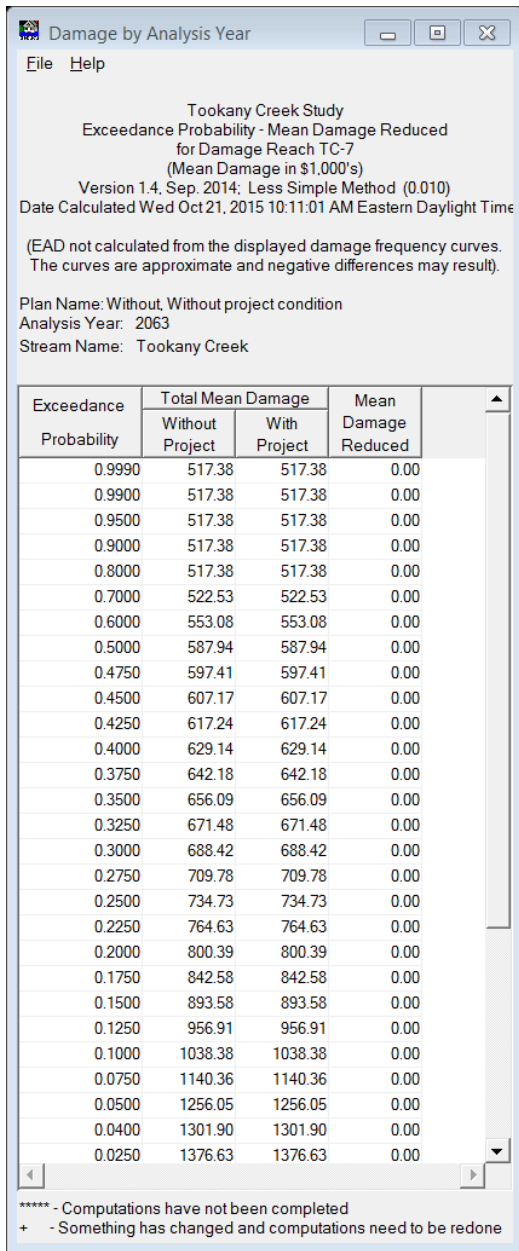 Damage by Analysis Year
File Help
Tookany Creek Study
Exceedance Probability - Mean Damage Reduced
for Damage Reach TC-7
(Mean Damage in $1,000's)
Version 1.4, Sep. 2014; Less Simple Method (0.010)
Date Calculated Wed Oct 21, 2015 10:11:01 AM Eastern Daylight Time
(EAD not calculated from the displayed damage frequency curves.
The curves are approximate and negative differences may result).
Plan Name: Without, Without project condition
Analysis Year: 2063
Stream Name: Tookany Creek
Exceedance Probability Total Mean Damage Mean Damage Reduced
Without Project With Project
0.9990 517.38 517.38 0.00
0.9900 517.38 517.38 0.00
0.9500 517.38 517.38 0.00
0.9000 517.38 517.38 0.00
0.8000 517.38 517.38 0.00
0.7000 522.53 522.53 0.00
0.6000 553.08 553.08 0.00
0.5000 587.94 587.94 0.00
0.4750 597.41 597.41 0.00
0.4500 607.17 607.17 0.00
0.4250 617.24 617.24 0.00
0.4000 629.14 629.14 0.00
0.3750 642.18 642.18 0.00
0.3500 656.09 656.09 0.00
0.3250 671.48 671.48 0.00
0.3000 688.42 688.42 0.00
0.2750 709.78 709.78 0.00
0.2500 734.73 734.73 0.00
0.2250 764.63 764.63 0.00
0.2000 800.39 800.39 0.00
0.1750 842.58 842.58 0.00
0.1500 893.58 893.58 0.00
0.1250 956.91 956.91 0.00
0.1000 1038.38 1038.38 0.00
0.0750 1140.36 1140.36 0.00
0.0500 1256.05 1256.05 0.00
0.0400 1301.90 1301.90 0.00
0.0250 1376.63 1376.63 0.00
***** - Computations have not been completed
+ - Something has changed and computations need to be redone